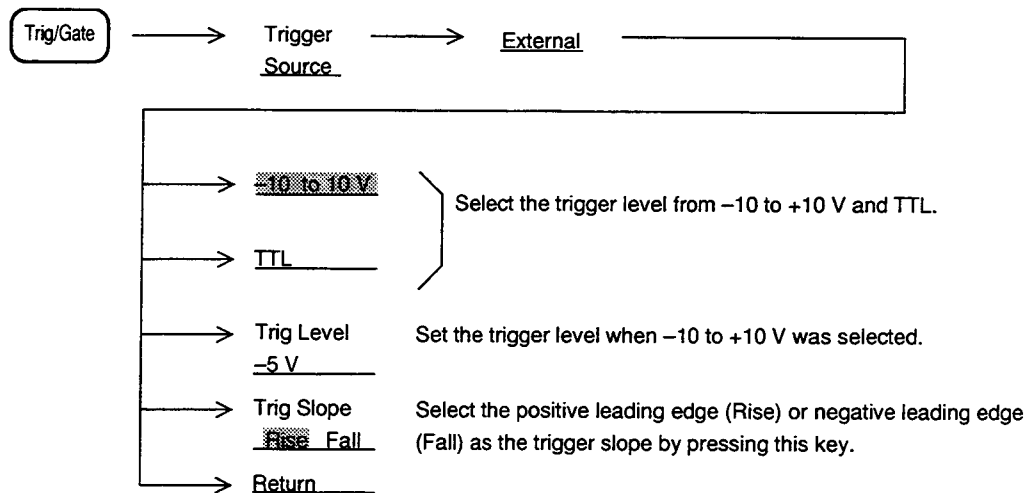 Trig/Gate
Trigger
Source
External
–10 to 10 V
Select the trigger level from –10 to +10 V and TTL.
TTL
Trig Level
–5 V
Set the trigger level when –10 to +10 V was selected.
Trig Slope
Rise Fall
Select the positive leading edge (Rise) or negative leading edge
(Fall) as the trigger slope by pressing this key.
Return